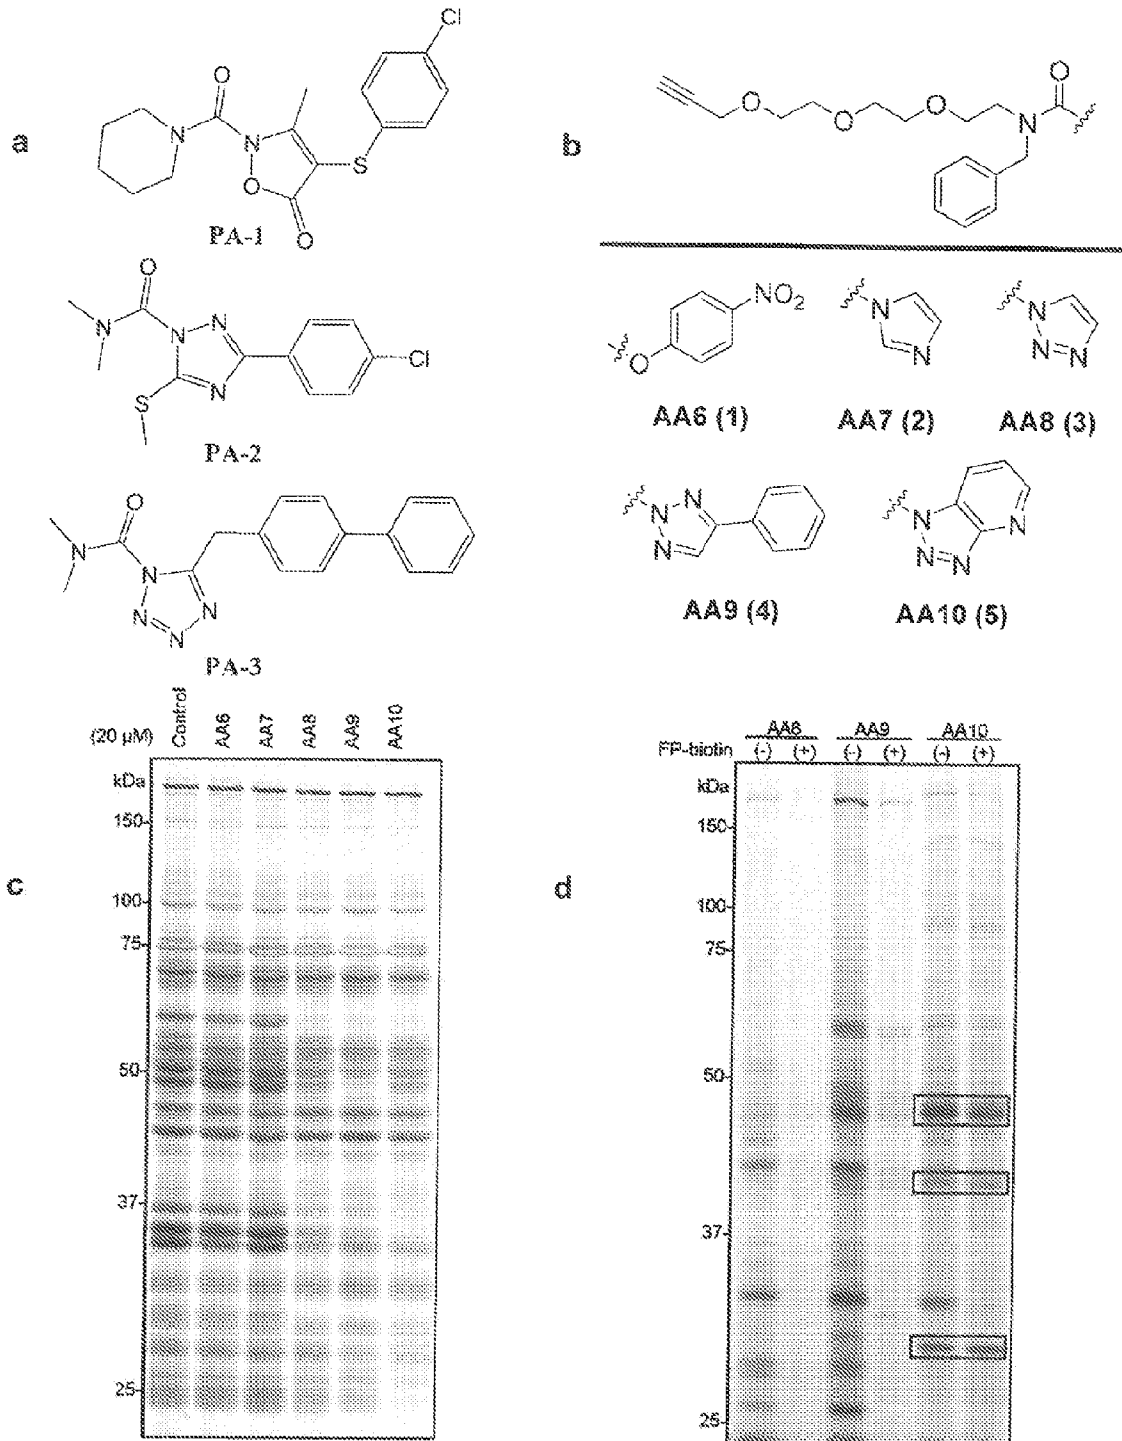 a
Cl
O
N
N
O
S
O
PA-1
O
N
N
N
N
S
Cl
PA-2
O
N
N
N
N
N
PA-3
b
O
O
O
O
N
NO2
O
AA6 (1)
N
N
AA7 (2)
N
N
N
AA8 (3)
N
N
N
AA9 (4)
N
N
N
N
AA10 (5)
c
(20 µM)
Control
AA6
AA7
AA8
AA9
AA10
kDa
150
100
75
50
37
25
d
AA8
AA9
AA10
FP-biotin
(-)
(+)
(-)
(+)
(-)
(+)
kDa
150
100
75
50
37
25